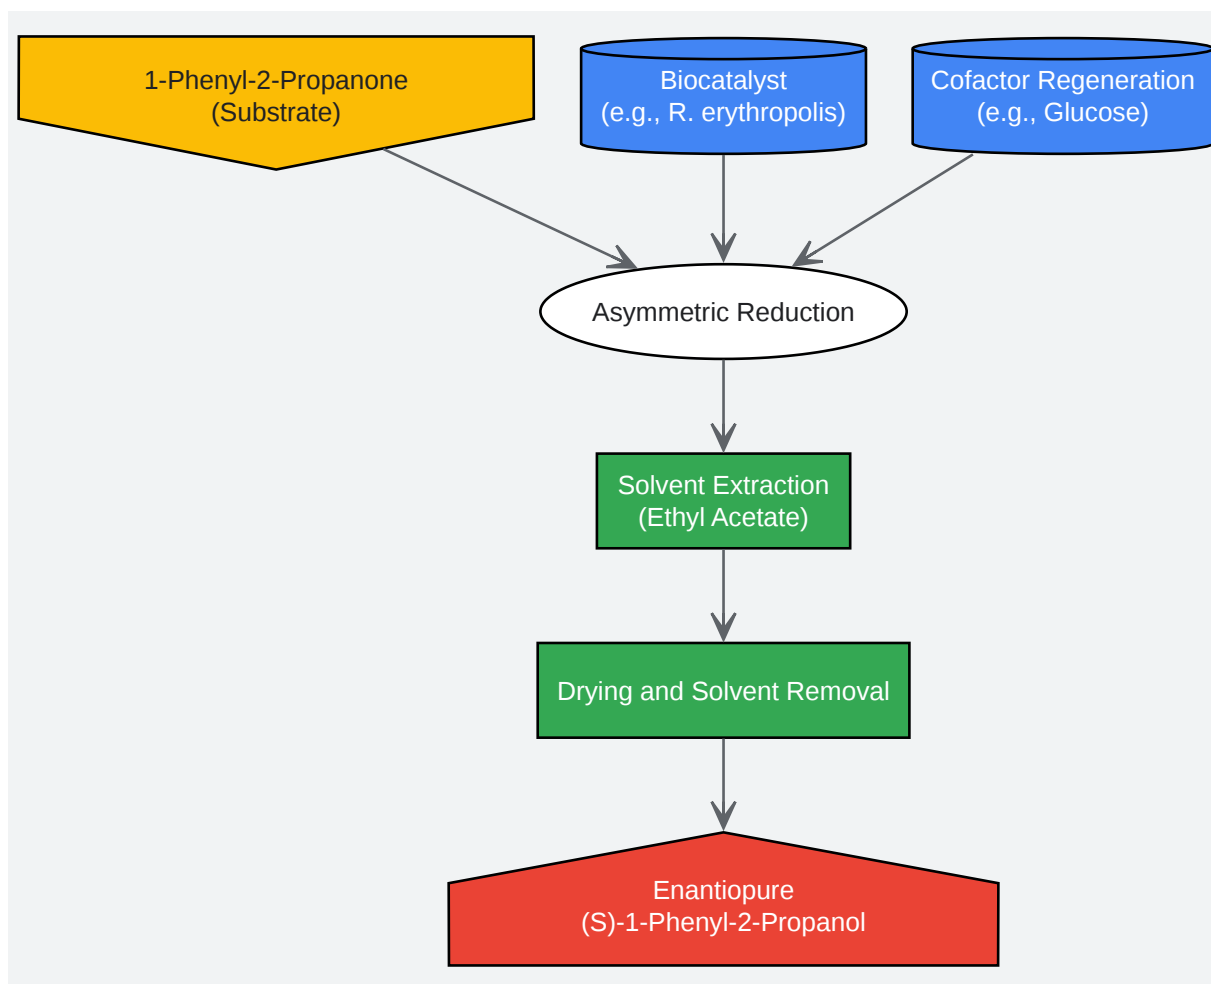 1-Phenyl-2-Propanone
(Substrate)
Biocatalyst
(e.g., R. erythropolis)
Cofactor Regeneration
(e.g., Glucose)
Asymmetric Reduction
Solvent Extraction
(Ethyl Acetate)
Drying and Solvent Removal
Enantiopure
(S)-1-Phenyl-2-Propanol